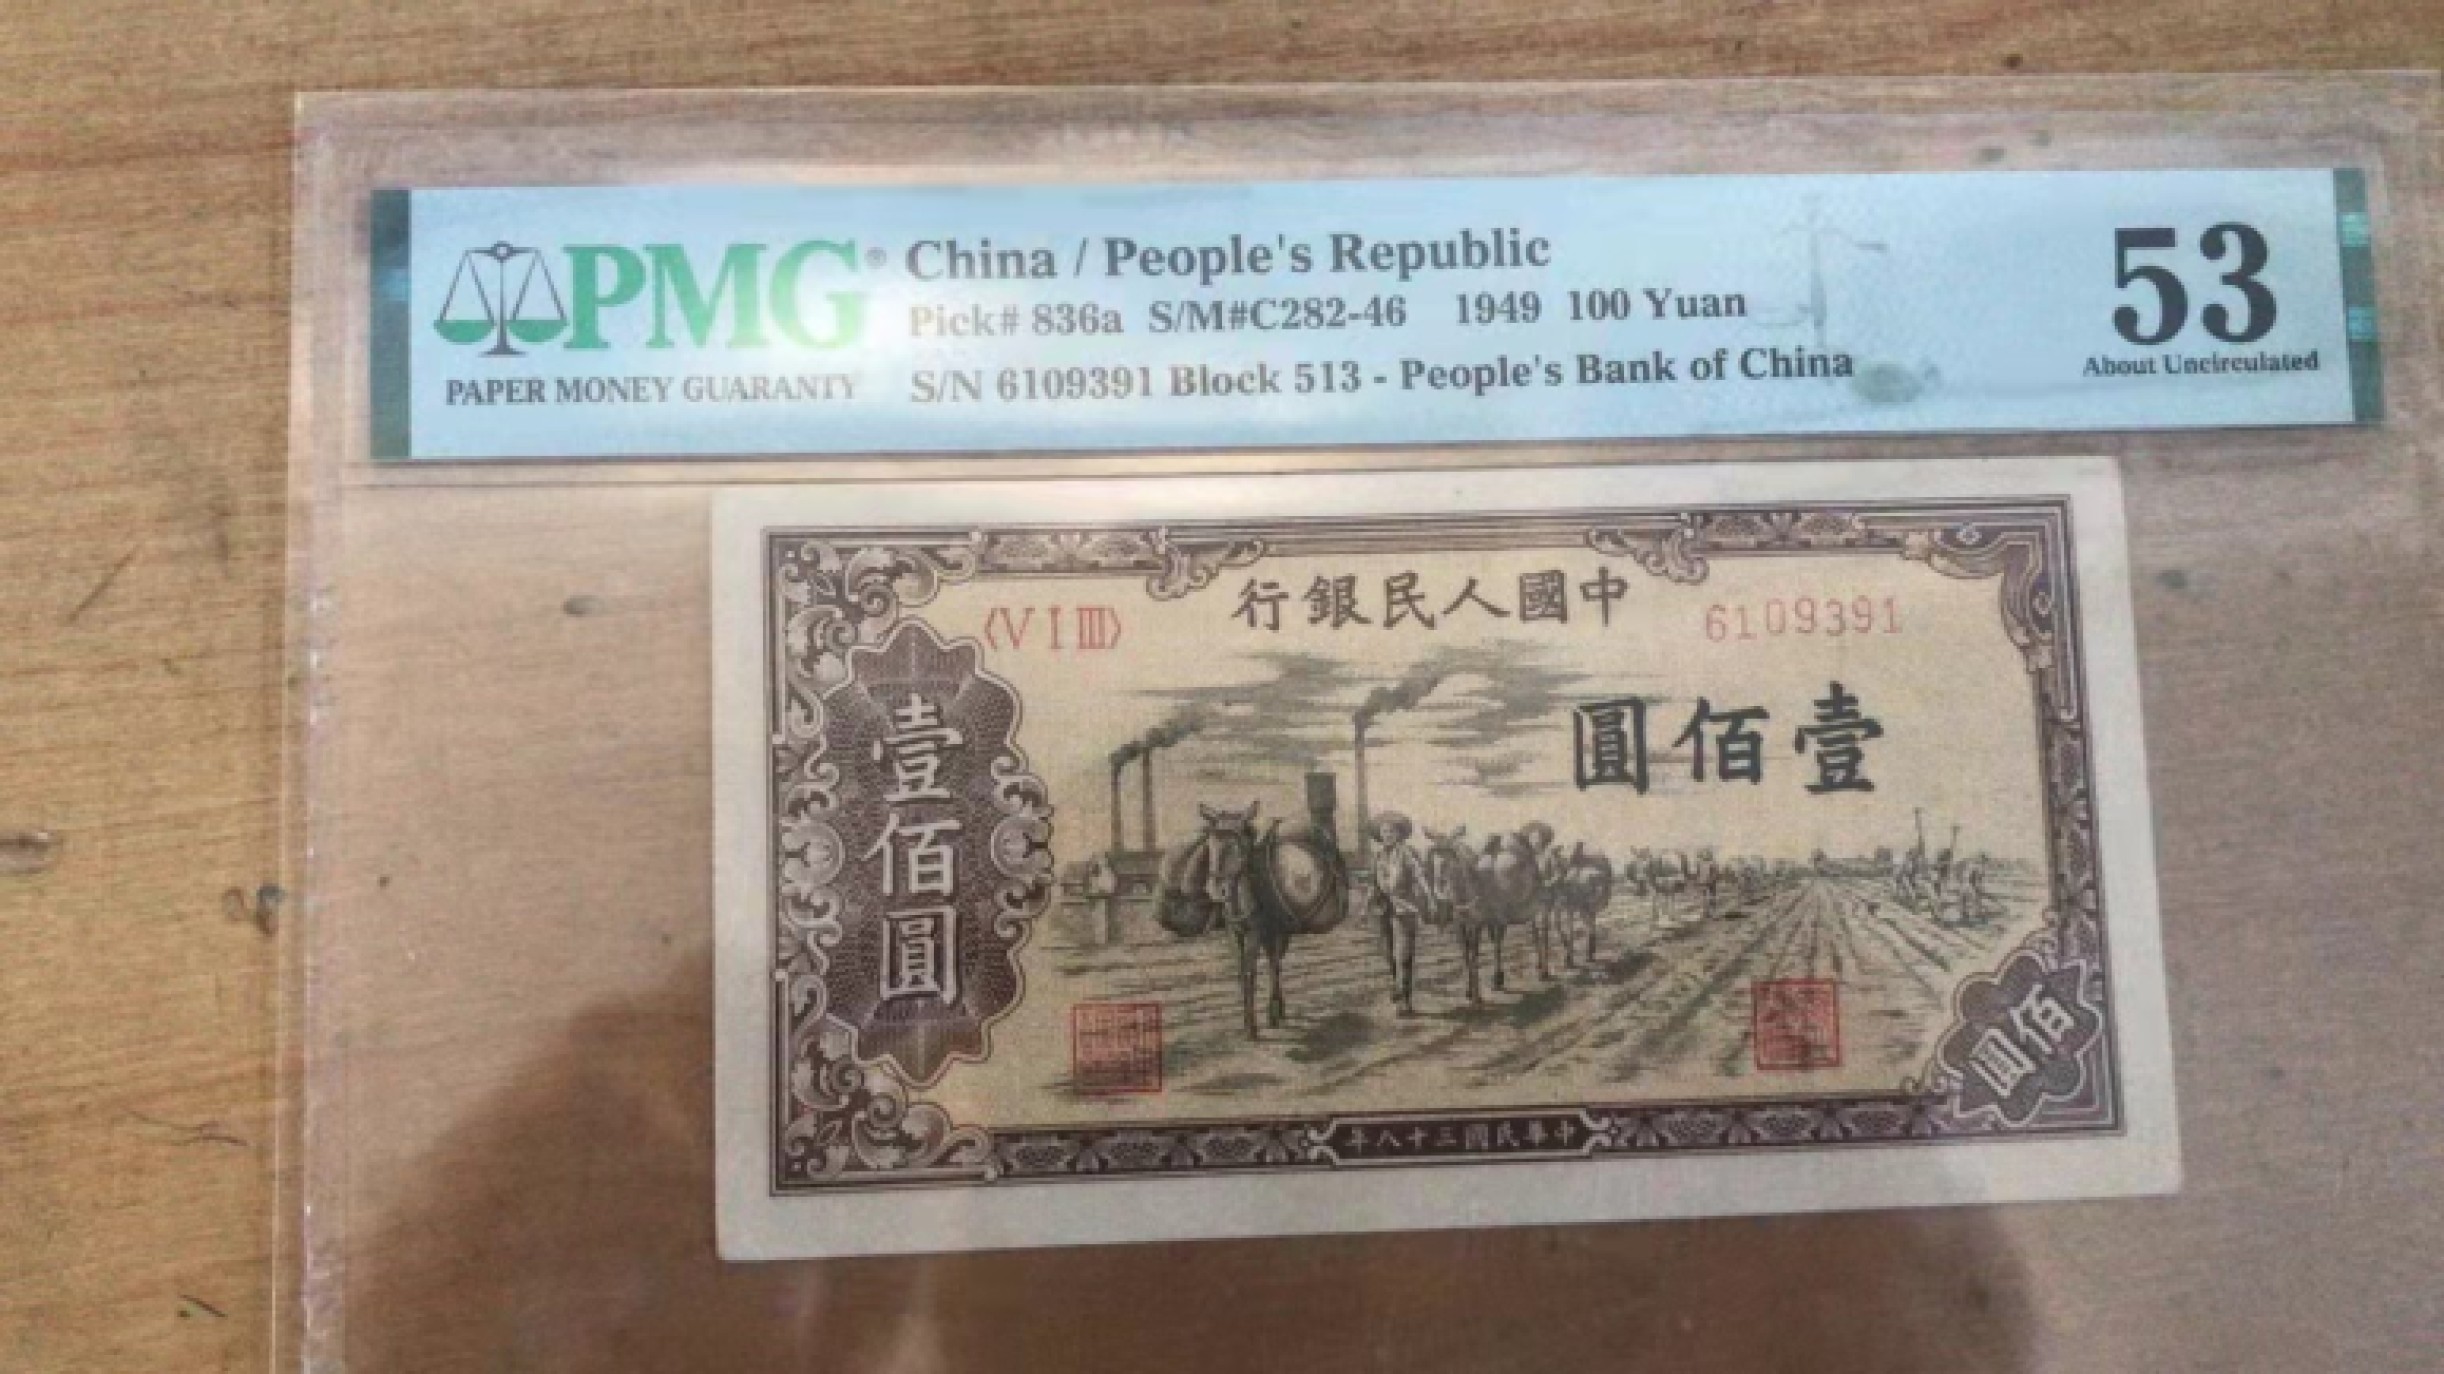 PMG®
PAPER MONEY GUARANTY
China / People's Republic
Pick# 836a S/M#C282-46 1949 100 Yuan
S/N 6109391 Block 513 - People's Bank of China
53
About Uncirculated
行銀民人國中
〈V I III〉
6109391
圓佰壹
壹佰圓
佰圓
年八十三國民華中